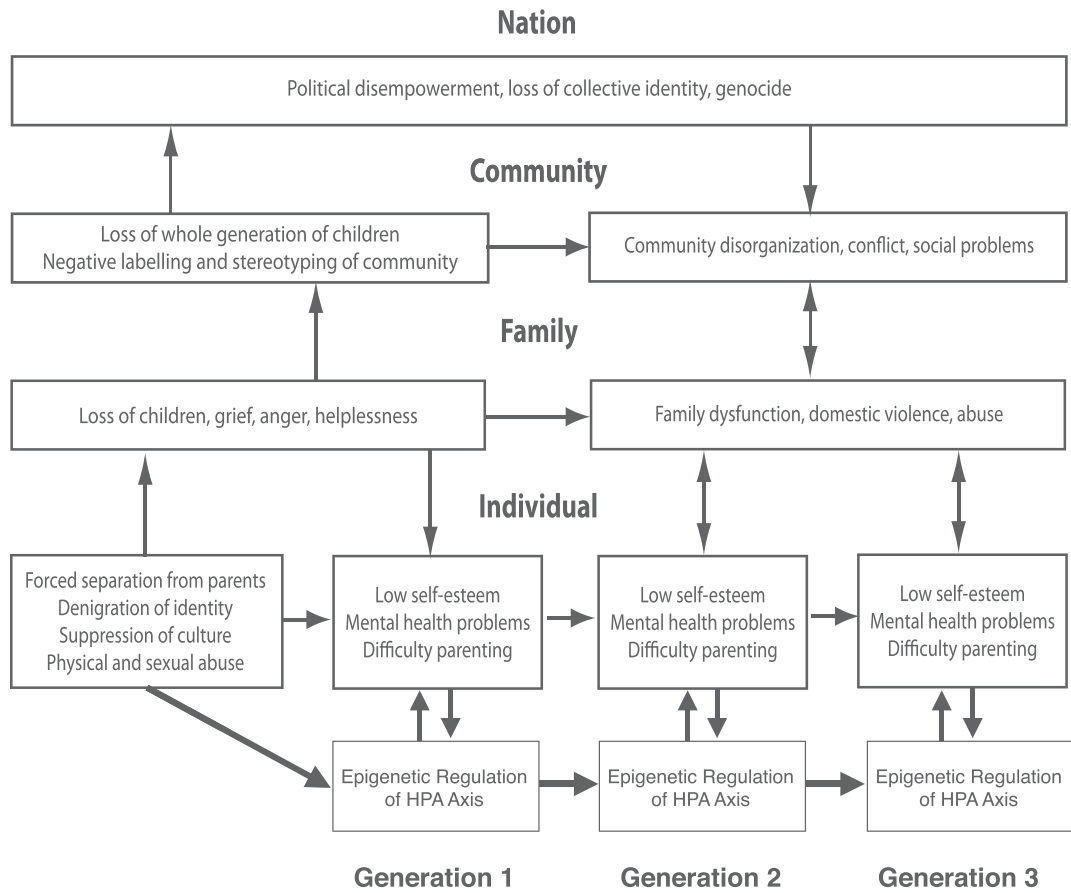 Nation
Political disempowerment, loss of collective identity, genocide
Community
Loss of whole generation of children
Negative labelling and stereotyping of community
Community disorganization, conflict, social problems
Family
Loss of children, grief, anger, helplessness
Family dysfunction, domestic violence, abuse
Individual
Forced separation from parents
Denigration of identity
Suppression of culture
Physical and sexual abuse
Low self-esteem
Mental health problems
Difficulty parenting
Low self-esteem
Mental health problems
Difficulty parenting
Low self-esteem
Mental health problems
Difficulty parenting
Epigenetic Regulation
of HPA Axis
Epigenetic Regulation
of HPA Axis
Epigenetic Regulation
of HPA Axis
Generation 1
Generation 2
Generation 3